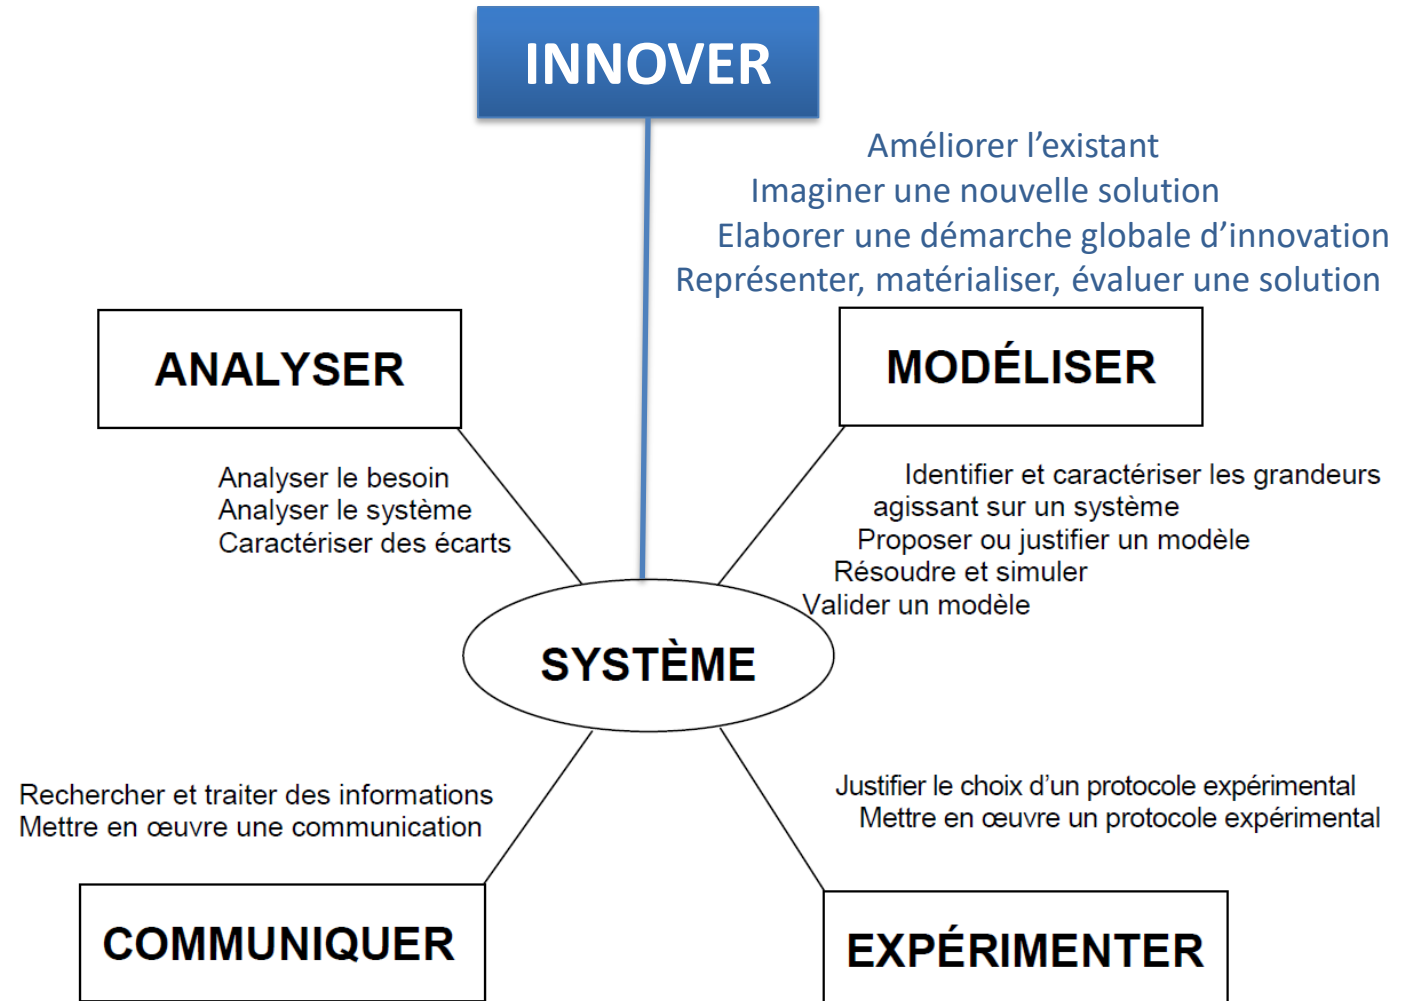 INNOVER
Améliorer l’existant
Imaginer une nouvelle solution
Elaborer une démarche globale d’innovation
Représenter, matérialiser, évaluer une solution
ANALYSER
Analyser le besoin
Analyser le système
Caractériser des écarts
MODÉLISER
Identifier et caractériser les grandeurs
agissant sur un système
Proposer ou justifier un modèle
Résoudre et simuler
Valider un modèle
SYSTÈME
Rechercher et traiter des informations
Mettre en œuvre une communication
COMMUNIQUER
Justifier le choix d’un protocole expérimental
Mettre en œuvre un protocole expérimental
EXPÉRIMENTER